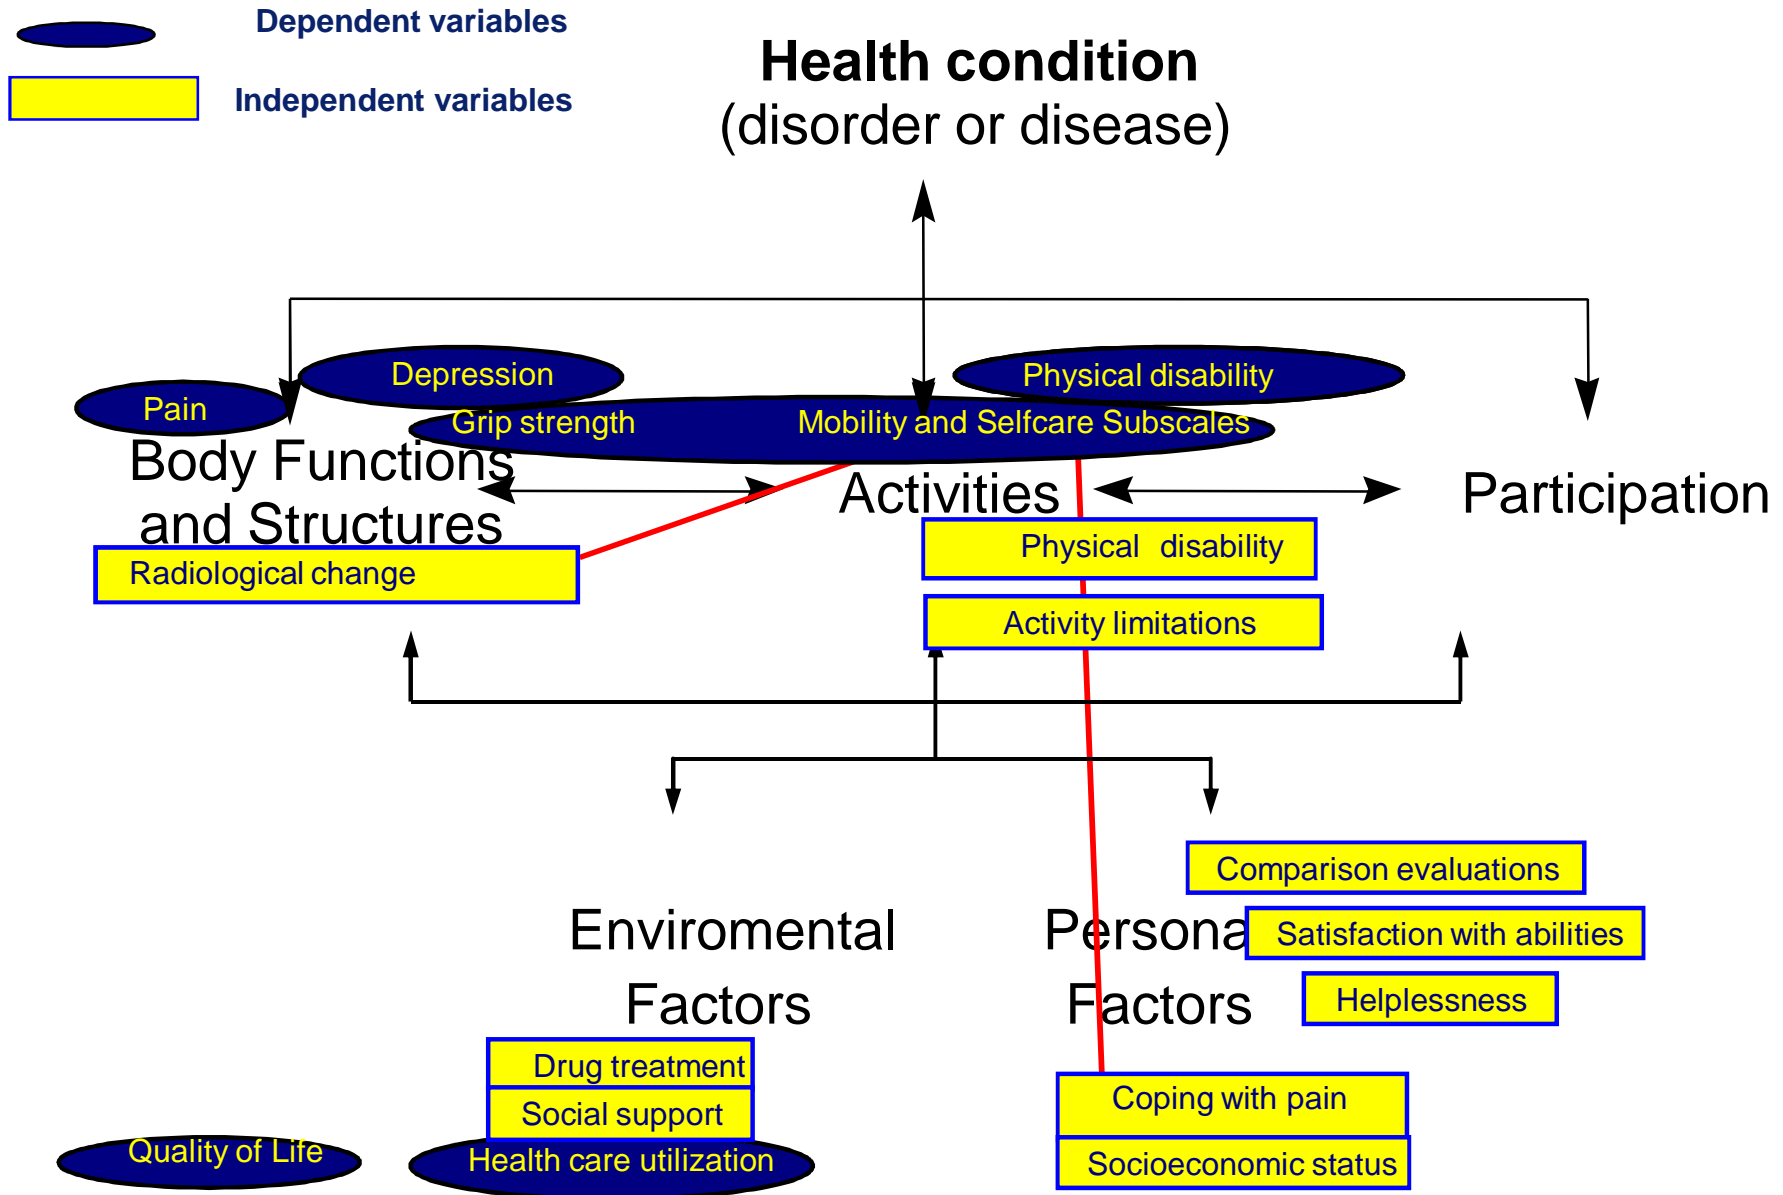 Dependent variables
Independent variables
Health condition
(disorder or disease)
Depression
Physical disability
Pain
Grip strength
Mobility and Selfcare Subscales
Body Functions
and Structures
Activities
Participation
Radiological change
Physical disability
Activity limitations
Comparison evaluations
Enviromental
Factors
Persona
Factors
Satisfaction with abilities
Helplessness
Drug treatment
Social support
Coping with pain
Quality of Life
Health care utilization
Socioeconomic status